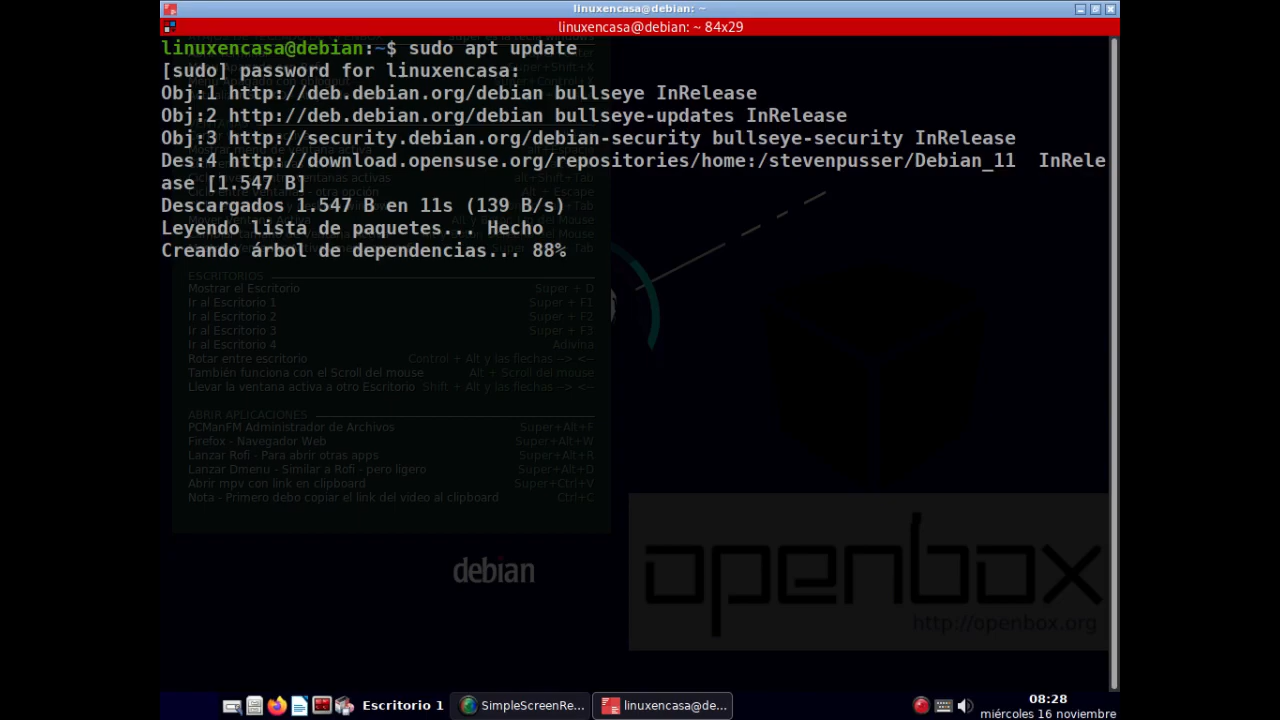 linuxencasa@debian: ~
linuxencasa@debian: ~ 84x29
linuxencasa@debian:~$ sudo apt update
[sudo] password for linuxencasa:
Obj:1 http://deb.debian.org/debian bullseye InRelease
Obj:2 http://deb.debian.org/debian bullseye-updates InRelease
Obj:3 http://security.debian.org/debian-security bullseye-security InRelease
Des:4 http://download.opensuse.org/repositories/home:/stevenpusser/Debian_11  InRele
ase [1.547 B]
Descargados 1.547 B en 11s (139 B/s)
Leyendo lista de paquetes... Hecho
Creando árbol de dependencias... 88%
ESCRITORIOS
Mostrar el Escritorio Super + D
Ir al Escritorio 1 Super + F1
Ir al Escritorio 2 Super + F2
Ir al Escritorio 3 Super + F3
Ir al Escritorio 4 Adivina
Rotar entre escritorio Control + Alt y las flechas --> <--
También funciona con el Scroll del mouse Alt + Scroll del mouse
Llevar la ventana activa a otro Escritorio Shift + Alt y las flechas --> <--
ABRIR APLICACIONES
PCManFM Administrador de Archivos Super+Alt+F
Firefox - Navegador Web Super+Alt+W
Lanzar Rofi - Para abrir otras apps Super+Alt+R
Lanzar Dmenu - Similar a Rofi - pero ligero Super+Alt+D
Abrir mpv con link en clipboard Super+Ctrl+V
Nota - Primero debo copiar el link del video al clipboard Ctrl+C
debian
openbox
http://openbox.org
Escritorio 1 SimpleScreenRe... linuxencasa@de... 08:28
miércoles 16 noviembre